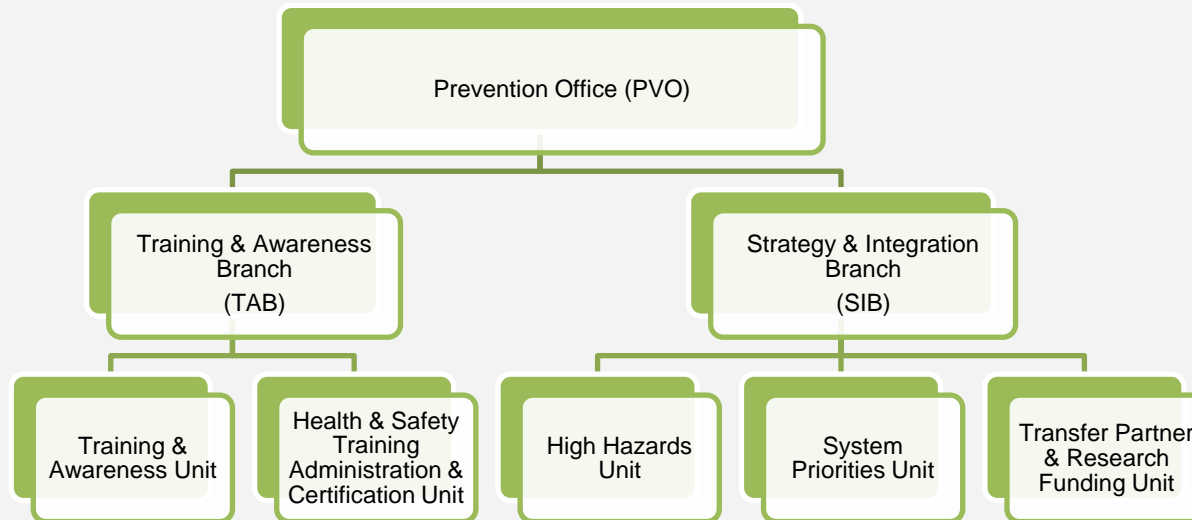 Prevention Office (PVO)
Training & Awareness
Branch
(TAB)
Strategy & Integration
Branch
(SIB)
Training &
Awareness Unit
Health & Safety
Training
Administration &
Certification Unit
High Hazards
Unit
System
Priorities Unit
Transfer Partner
& Research
Funding Unit